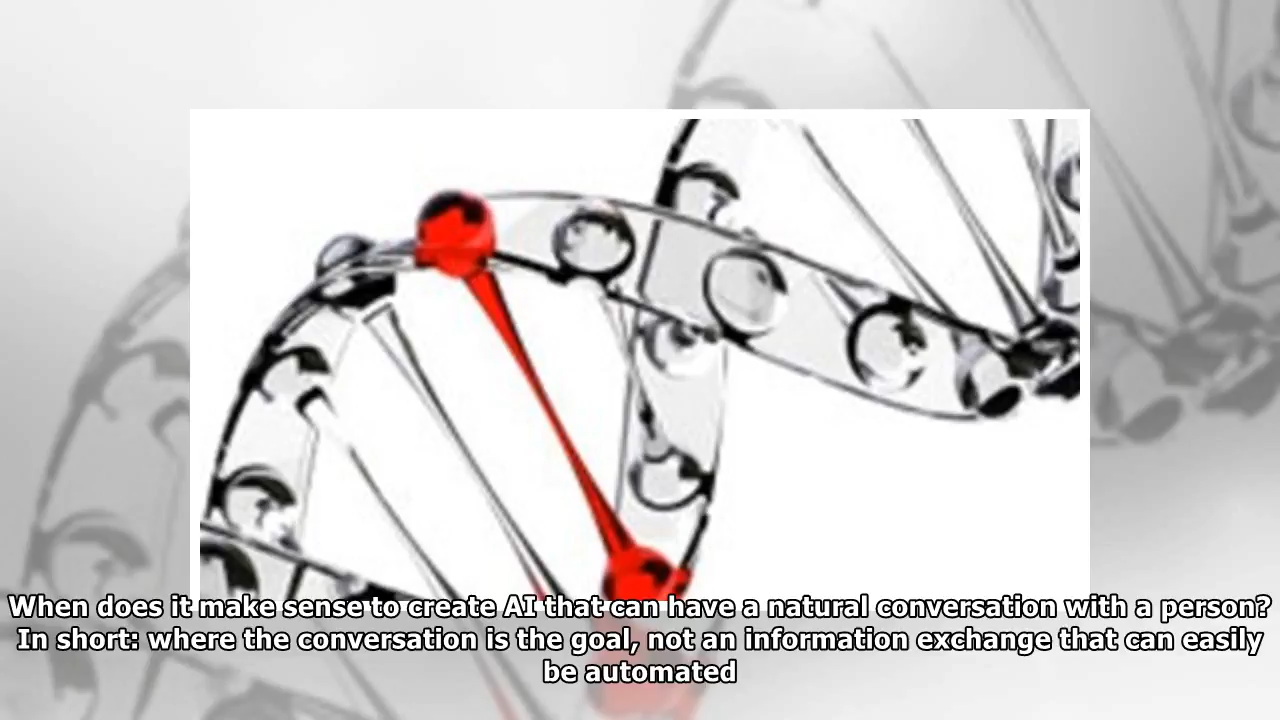 When does it make sense to create AI that can have a natural conversation with a person?
In short: where the conversation is the goal, not an information exchange that can easily
be automated